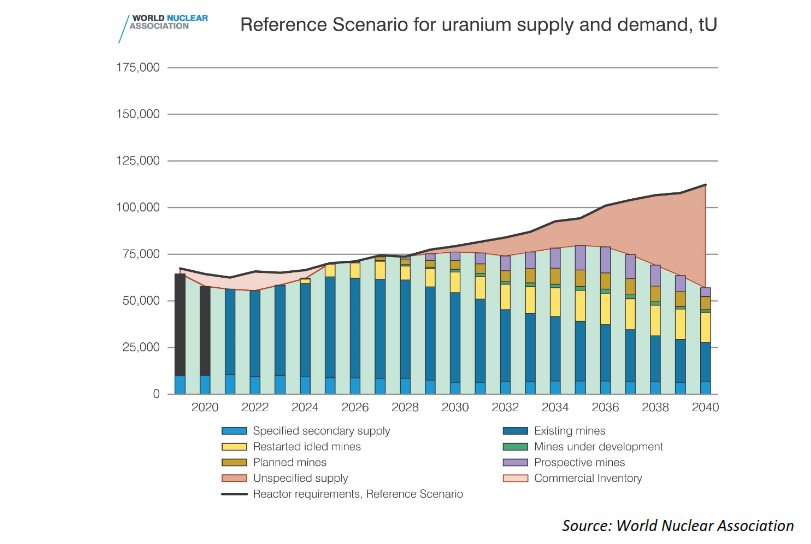 WORLD NUCLEAR
ASSOCIATION
Reference Scenario for uranium supply and demand, tU
175,000
150,000
125,000
100,000
75,000
50,000
25,000
0
2020 2022 2024 2026 2028 2030 2032 2034 2036 2038 2040
Specified secondary supply Existing mines
Restarted idled mines Mines under development
Planned mines Prospective mines
Unspecified supply Commercial Inventory
Reactor requirements, Reference Scenario
Source: World Nuclear Association